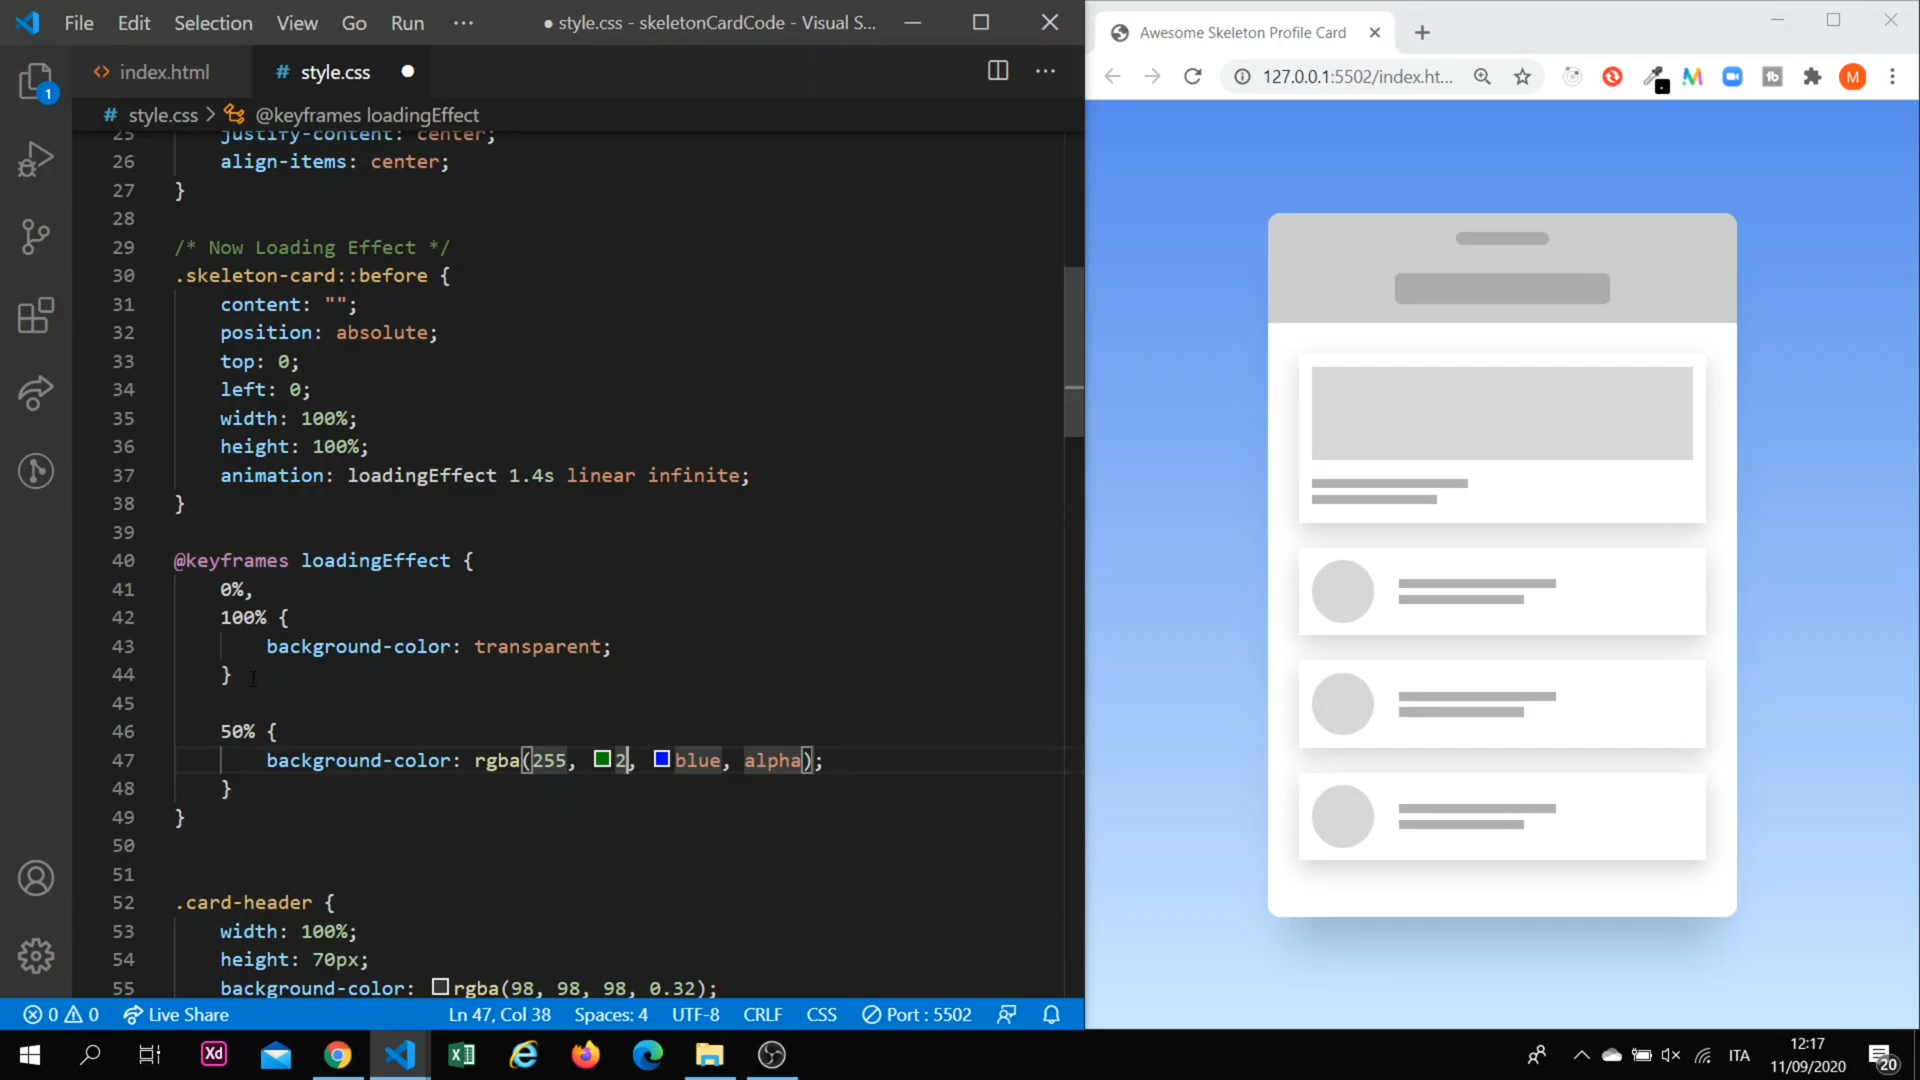 File Edit Selection View Go Run ··· ● style.css - skeletonCardCode - Visual S...
index.html
# style.css ●
# style.css > @keyframes loadingEffect
25 justify-content: center;
26 align-items: center;
27 }
28
29 /* Now Loading Effect */
30 .skeleton-card::before {
31 content: "";
32 position: absolute;
33 top: 0;
34 left: 0;
35 width: 100%;
36 height: 100%;
37 animation: loadingEffect 1.4s linear infinite;
38 }
39
40 @keyframes loadingEffect {
41 0%,
42 100% {
43 background-color: transparent;
44 }
45
46 50% {
47 background-color: rgba(255, 2, blue, alpha);
48 }
49 }
50
51
52 .card-header {
53 width: 100%;
54 height: 70px;
55 background-color: rgba(98, 98, 98, 0.32);
1
0 0 Live Share Ln 47, Col 38 Spaces: 4 UTF-8 CRLF CSS Port : 5502
Awesome Skeleton Profile Card
127.0.0.1:5502/index.ht...
M
Xd
ITA
12:17
11/09/2020
20